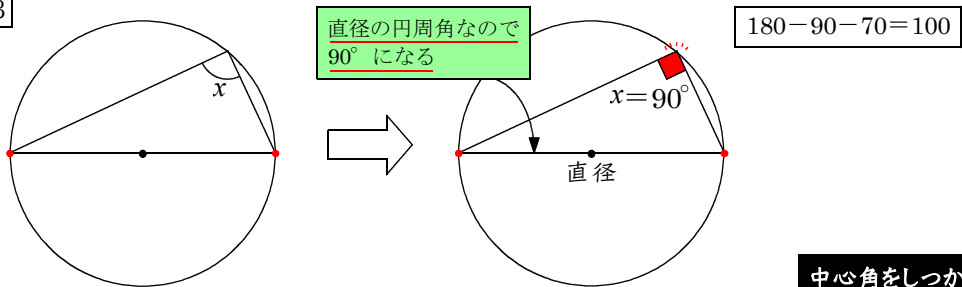 3
直径の円周角なので
90°になる
180－90－70＝100
x
x＝90°
直径
中心角をしっか